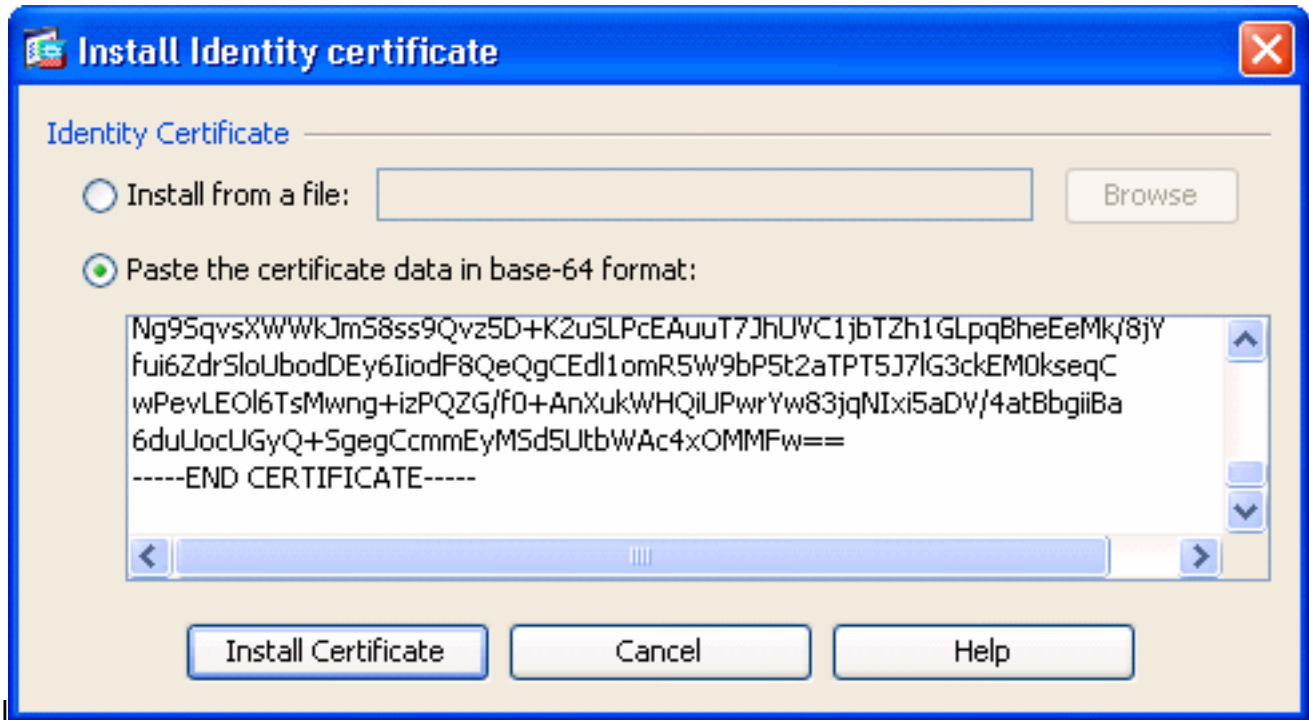 Install Identity certificate
Identity Certificate
Install from a file:
Browse
Paste the certificate data in base-64 format:
Ng9SqvsXWWkJmS8ss9Qvz5D+K2uSLPcEAuuT7JhUVC1jbTZh1GLpqBheEeMk/8jY
fui6ZdrSloUbodDEy6IiodF8QeQgCEdl1omR5W9bP5t2aTPT5J7lG3ckEM0kseqC
wPevLEOl6TsMwng+izPQZG/f0+AnXukWHQiUPwrYw83jqNIxi5aDV/4atBbgiiBa
6duUocUGyQ+SgegCcmmEyMSd5UtbWAc4xOMMFw==
-----END CERTIFICATE-----
Install Certificate
Cancel
Help